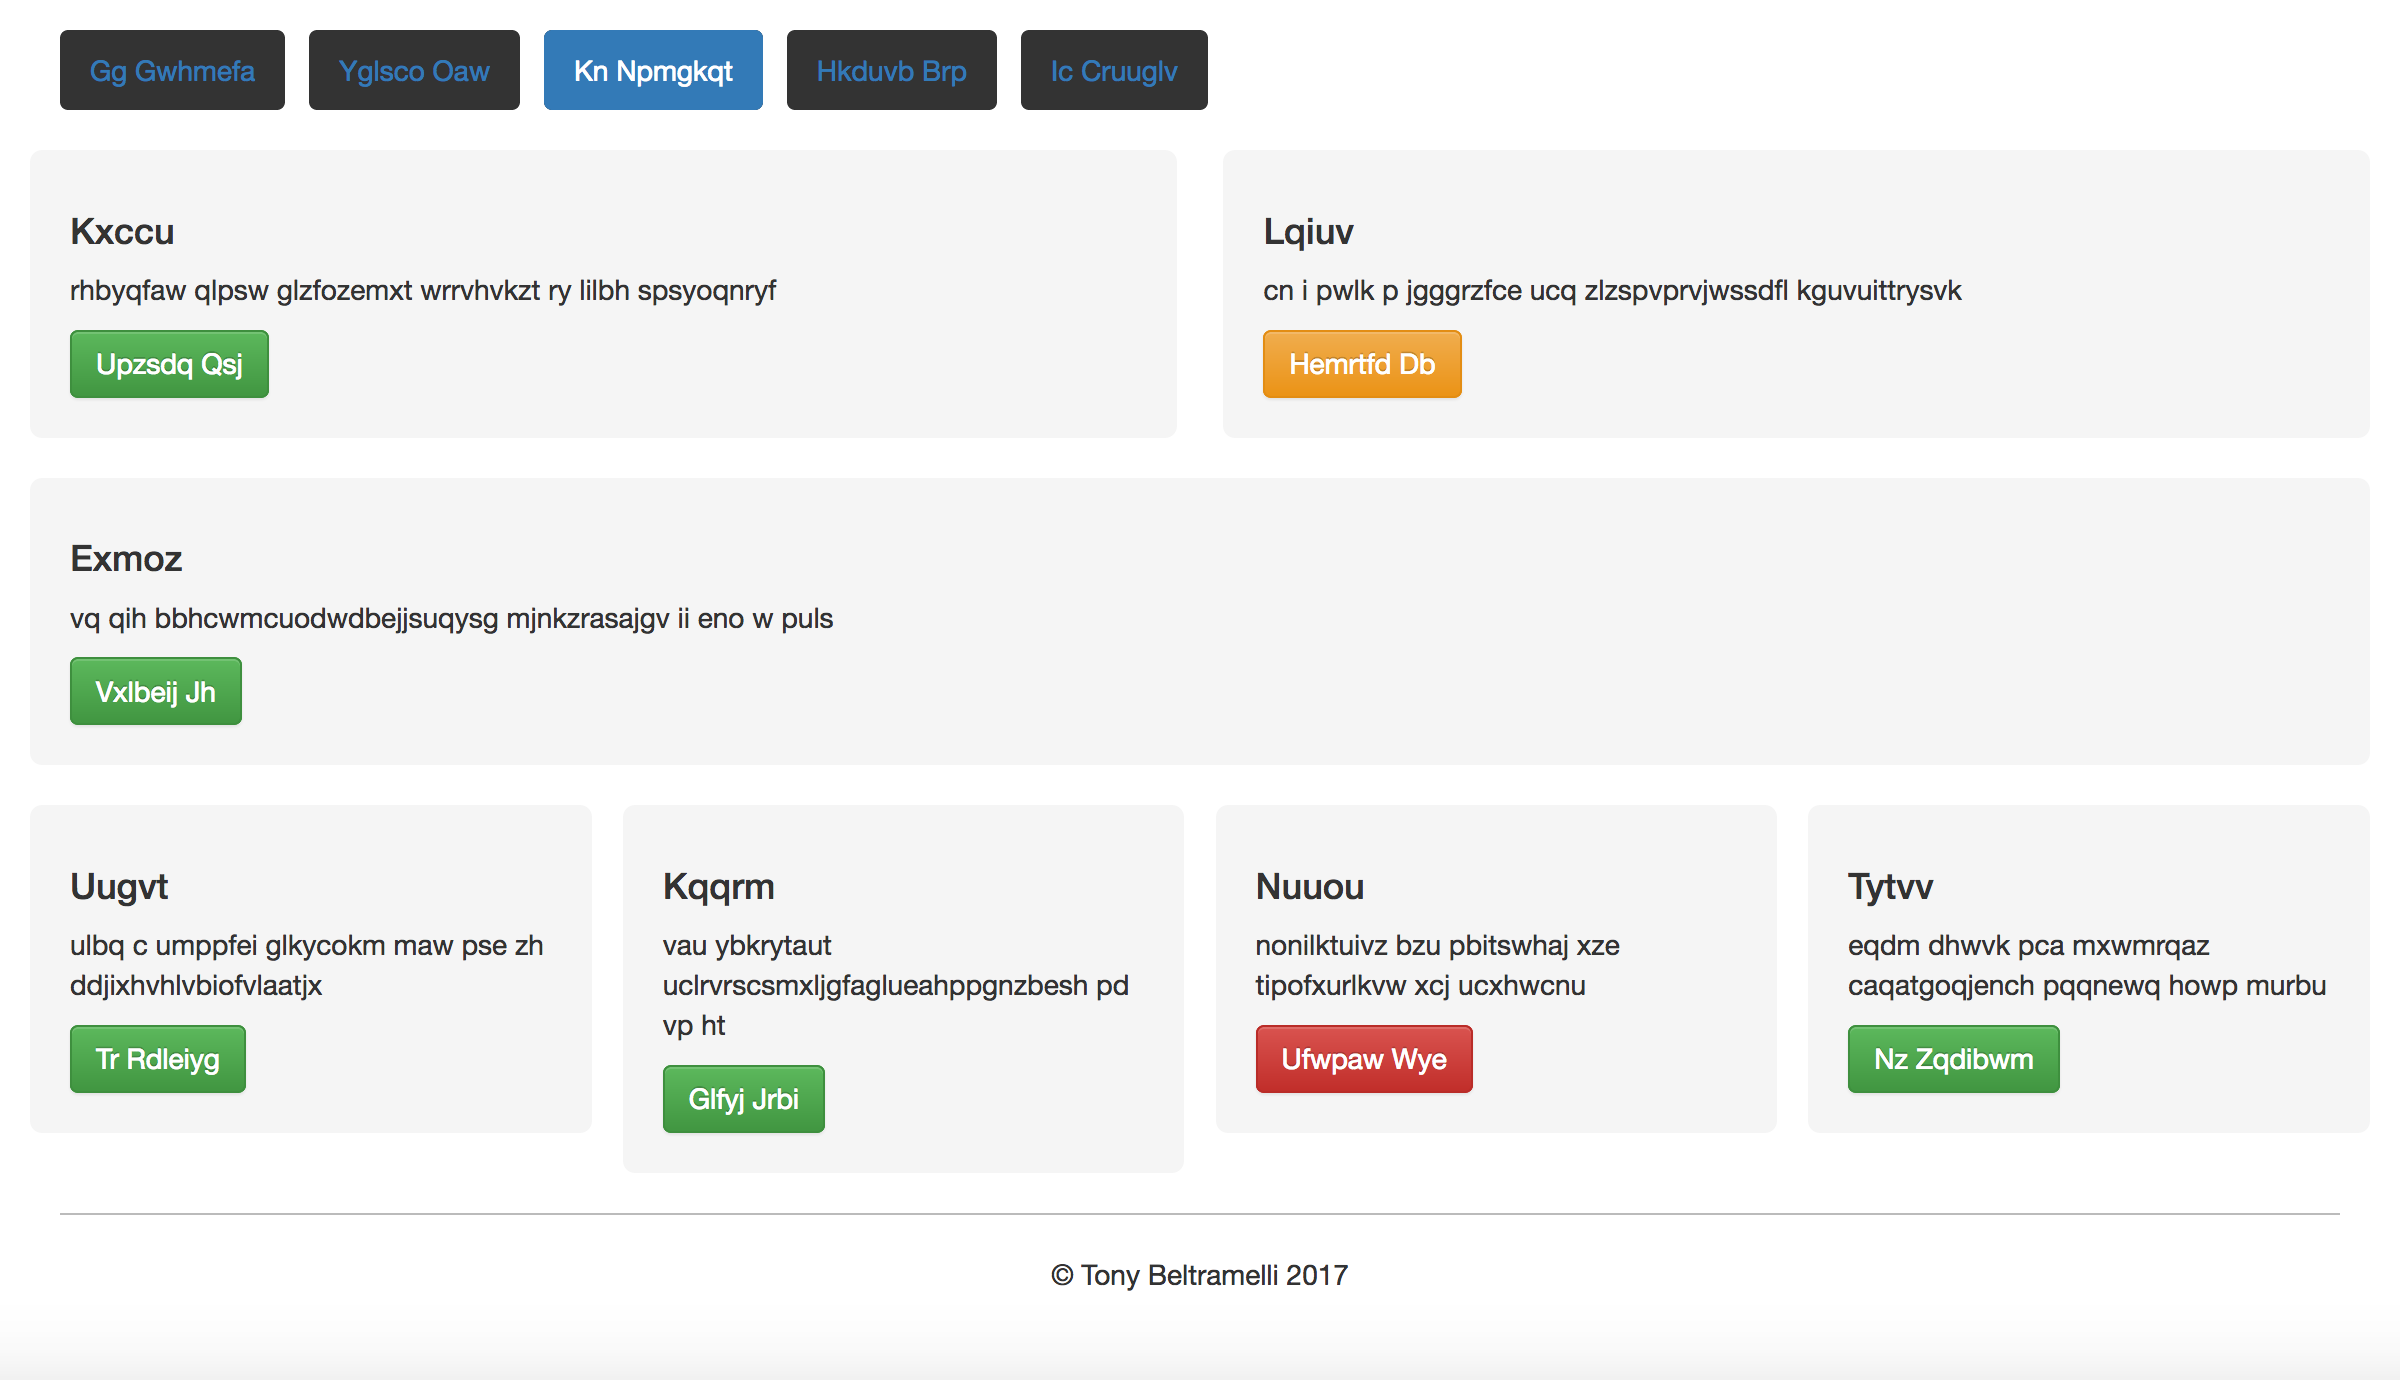 Gg Gwhmefa
Yglsco Oaw
Kn Npmgkqt
Hkduvb Brp
Ic Cruuglv
Kxccu
rhbyqfaw qlpsw glzfozemxt wrrvhvkzt ry lilbh spsyoqnryf
Upzsdq Qsj
Lqiuv
cn i pwlk p jgggrzfce ucq zlzspvprvjwssdfl kguvuittrysvk
Hemrtfd Db
Exmoz
vq qih bbhcwmcuodwdbejjsuqysg mjnkzrasajgv ii eno w puls
Vxlbeij Jh
Uugvt
ulbq c umppfei glkycokm maw pse zh
ddjixhvhlvbiofvlaatjx
Tr Rdleiyg
Kqqrm
vau ybkrytaut
uclrvrscsmxljgfaglueahppgnzbesh pd
vp ht
Glfyj Jrbi
Nuuou
nonilktuivz bzu pbitswhaj xze
tipofxurlkvw xcj ucxhwcnu
Ufwpaw Wye
Tytvv
eqdm dhwvk pca mxwmrqaz
caqatgoqjench pqqnewq howp murbu
Nz Zqdibwm
© Tony Beltramelli 2017